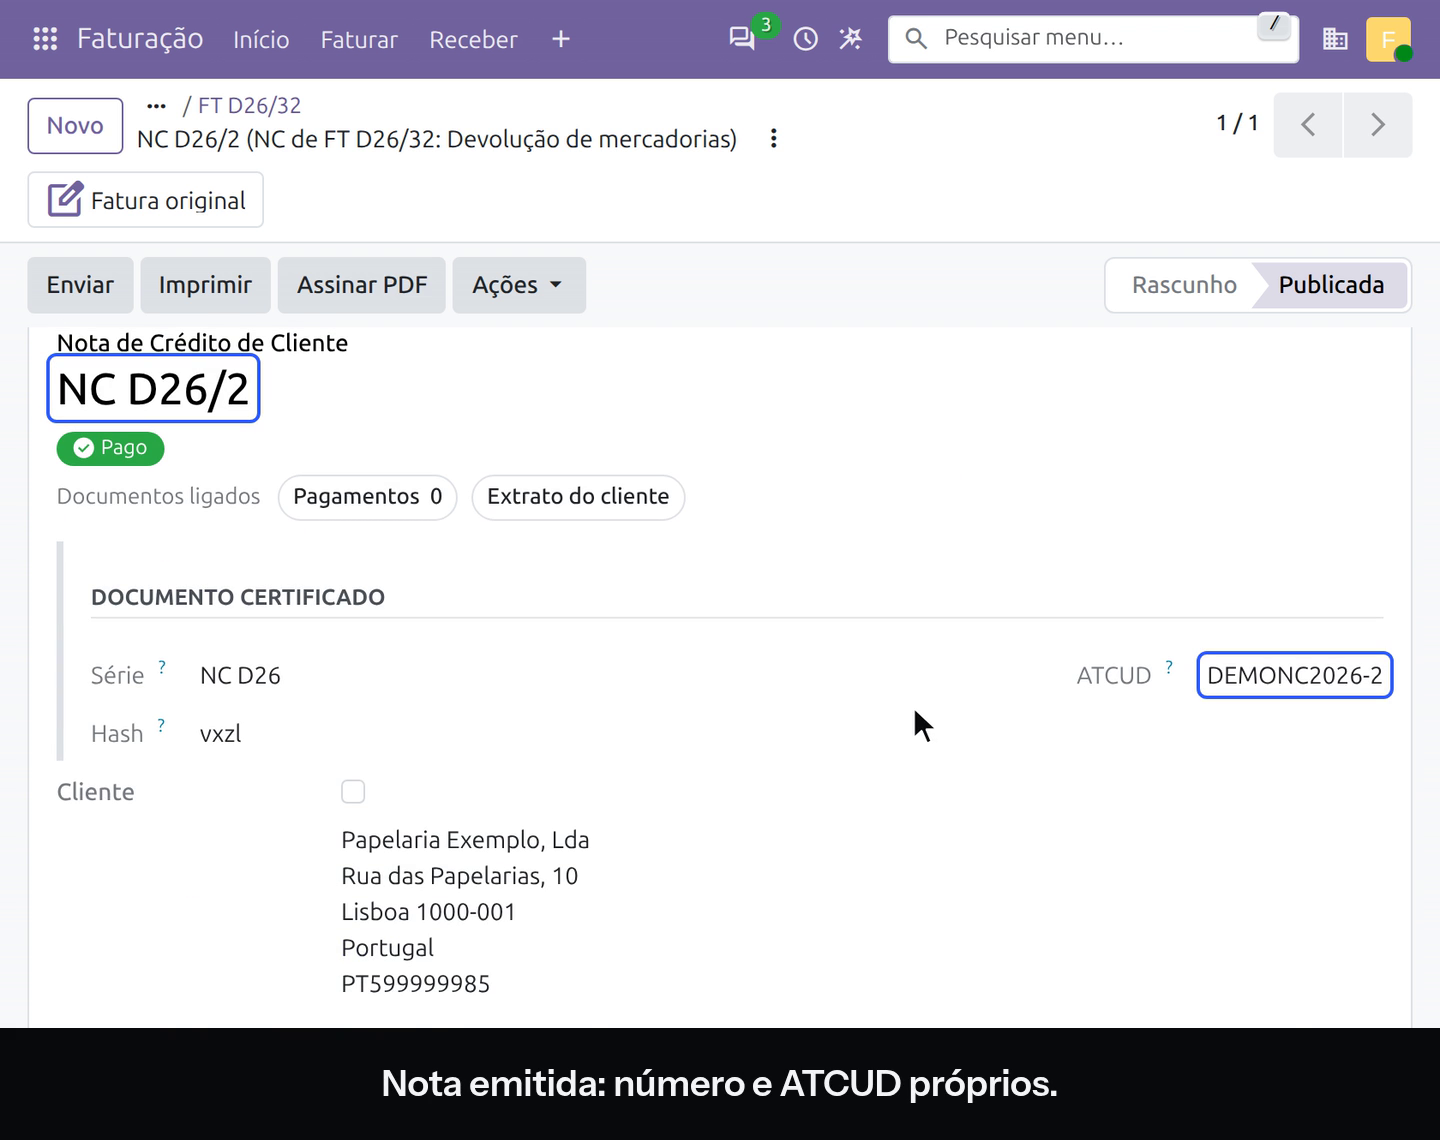 Faturação Início Faturar Receber + 3 Pesquisar menu... / F
Novo ... / FT D26/32
NC D26/2 (NC de FT D26/32: Devolução de mercadorias)
1 / 1
Fatura original
Enviar Imprimir Assinar PDF Ações Rascunho Publicada
Nota de Crédito de Cliente
NC D26/2
Pago
Documentos ligados Pagamentos 0 Extrato do cliente
DOCUMENTO CERTIFICADO
Série ? NC D26 ATCUD ? DEMONC2026-2
Hash ? vxzl
Cliente
Papelaria Exemplo, Lda
Rua das Papelarias, 10
Lisboa 1000-001
Portugal
PT599999985
Nota emitida: número e ATCUD próprios.